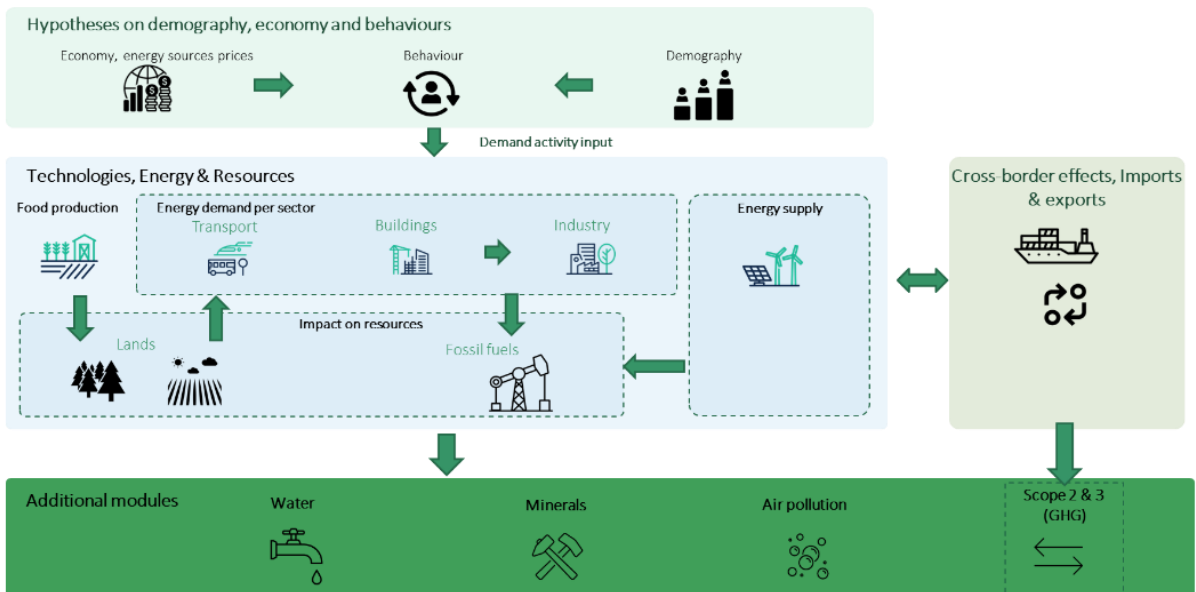 Hypotheses on demography, economy and behaviours
Economy, energy sources prices
Behaviour
Demography
Demand activity input
Technologies, Energy & Resources
Food production
Energy demand per sector
Transport
Buildings
Industry
Energy supply
Cross-border effects, Imports
& exports
Impact on resources
Lands
Fossil fuels
Additional modules
Water
Minerals
Air pollution
Scope 2 & 3
(GHG)